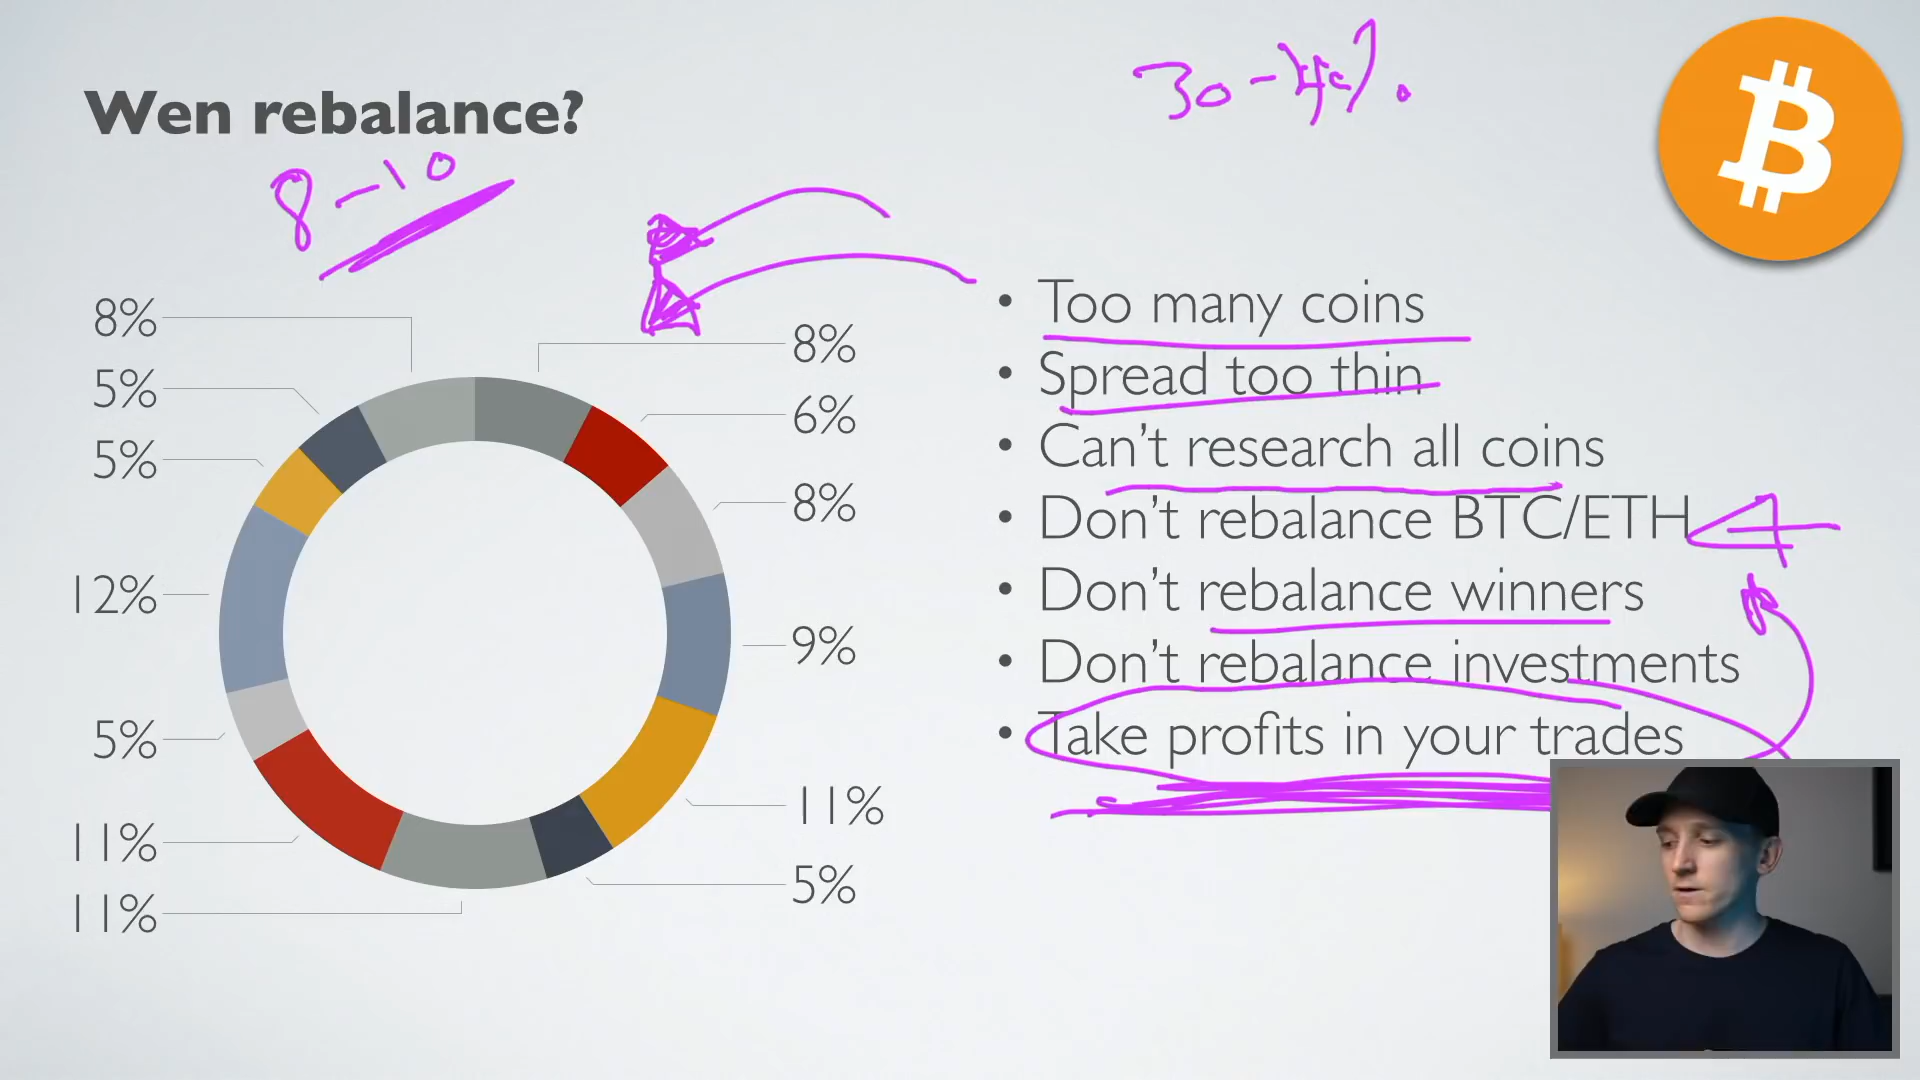 30-40%
Wen rebalance?
8-10
8%
5%
5%
12%
5%
11%
11%
8%
6%
8%
9%
11%
5%
• Too many coins
• Spread too thin
• Can't research all coins
• Don't rebalance BTC/ETH
• Don't rebalance winners
• Don't rebalance investments
• Take profits in your trades